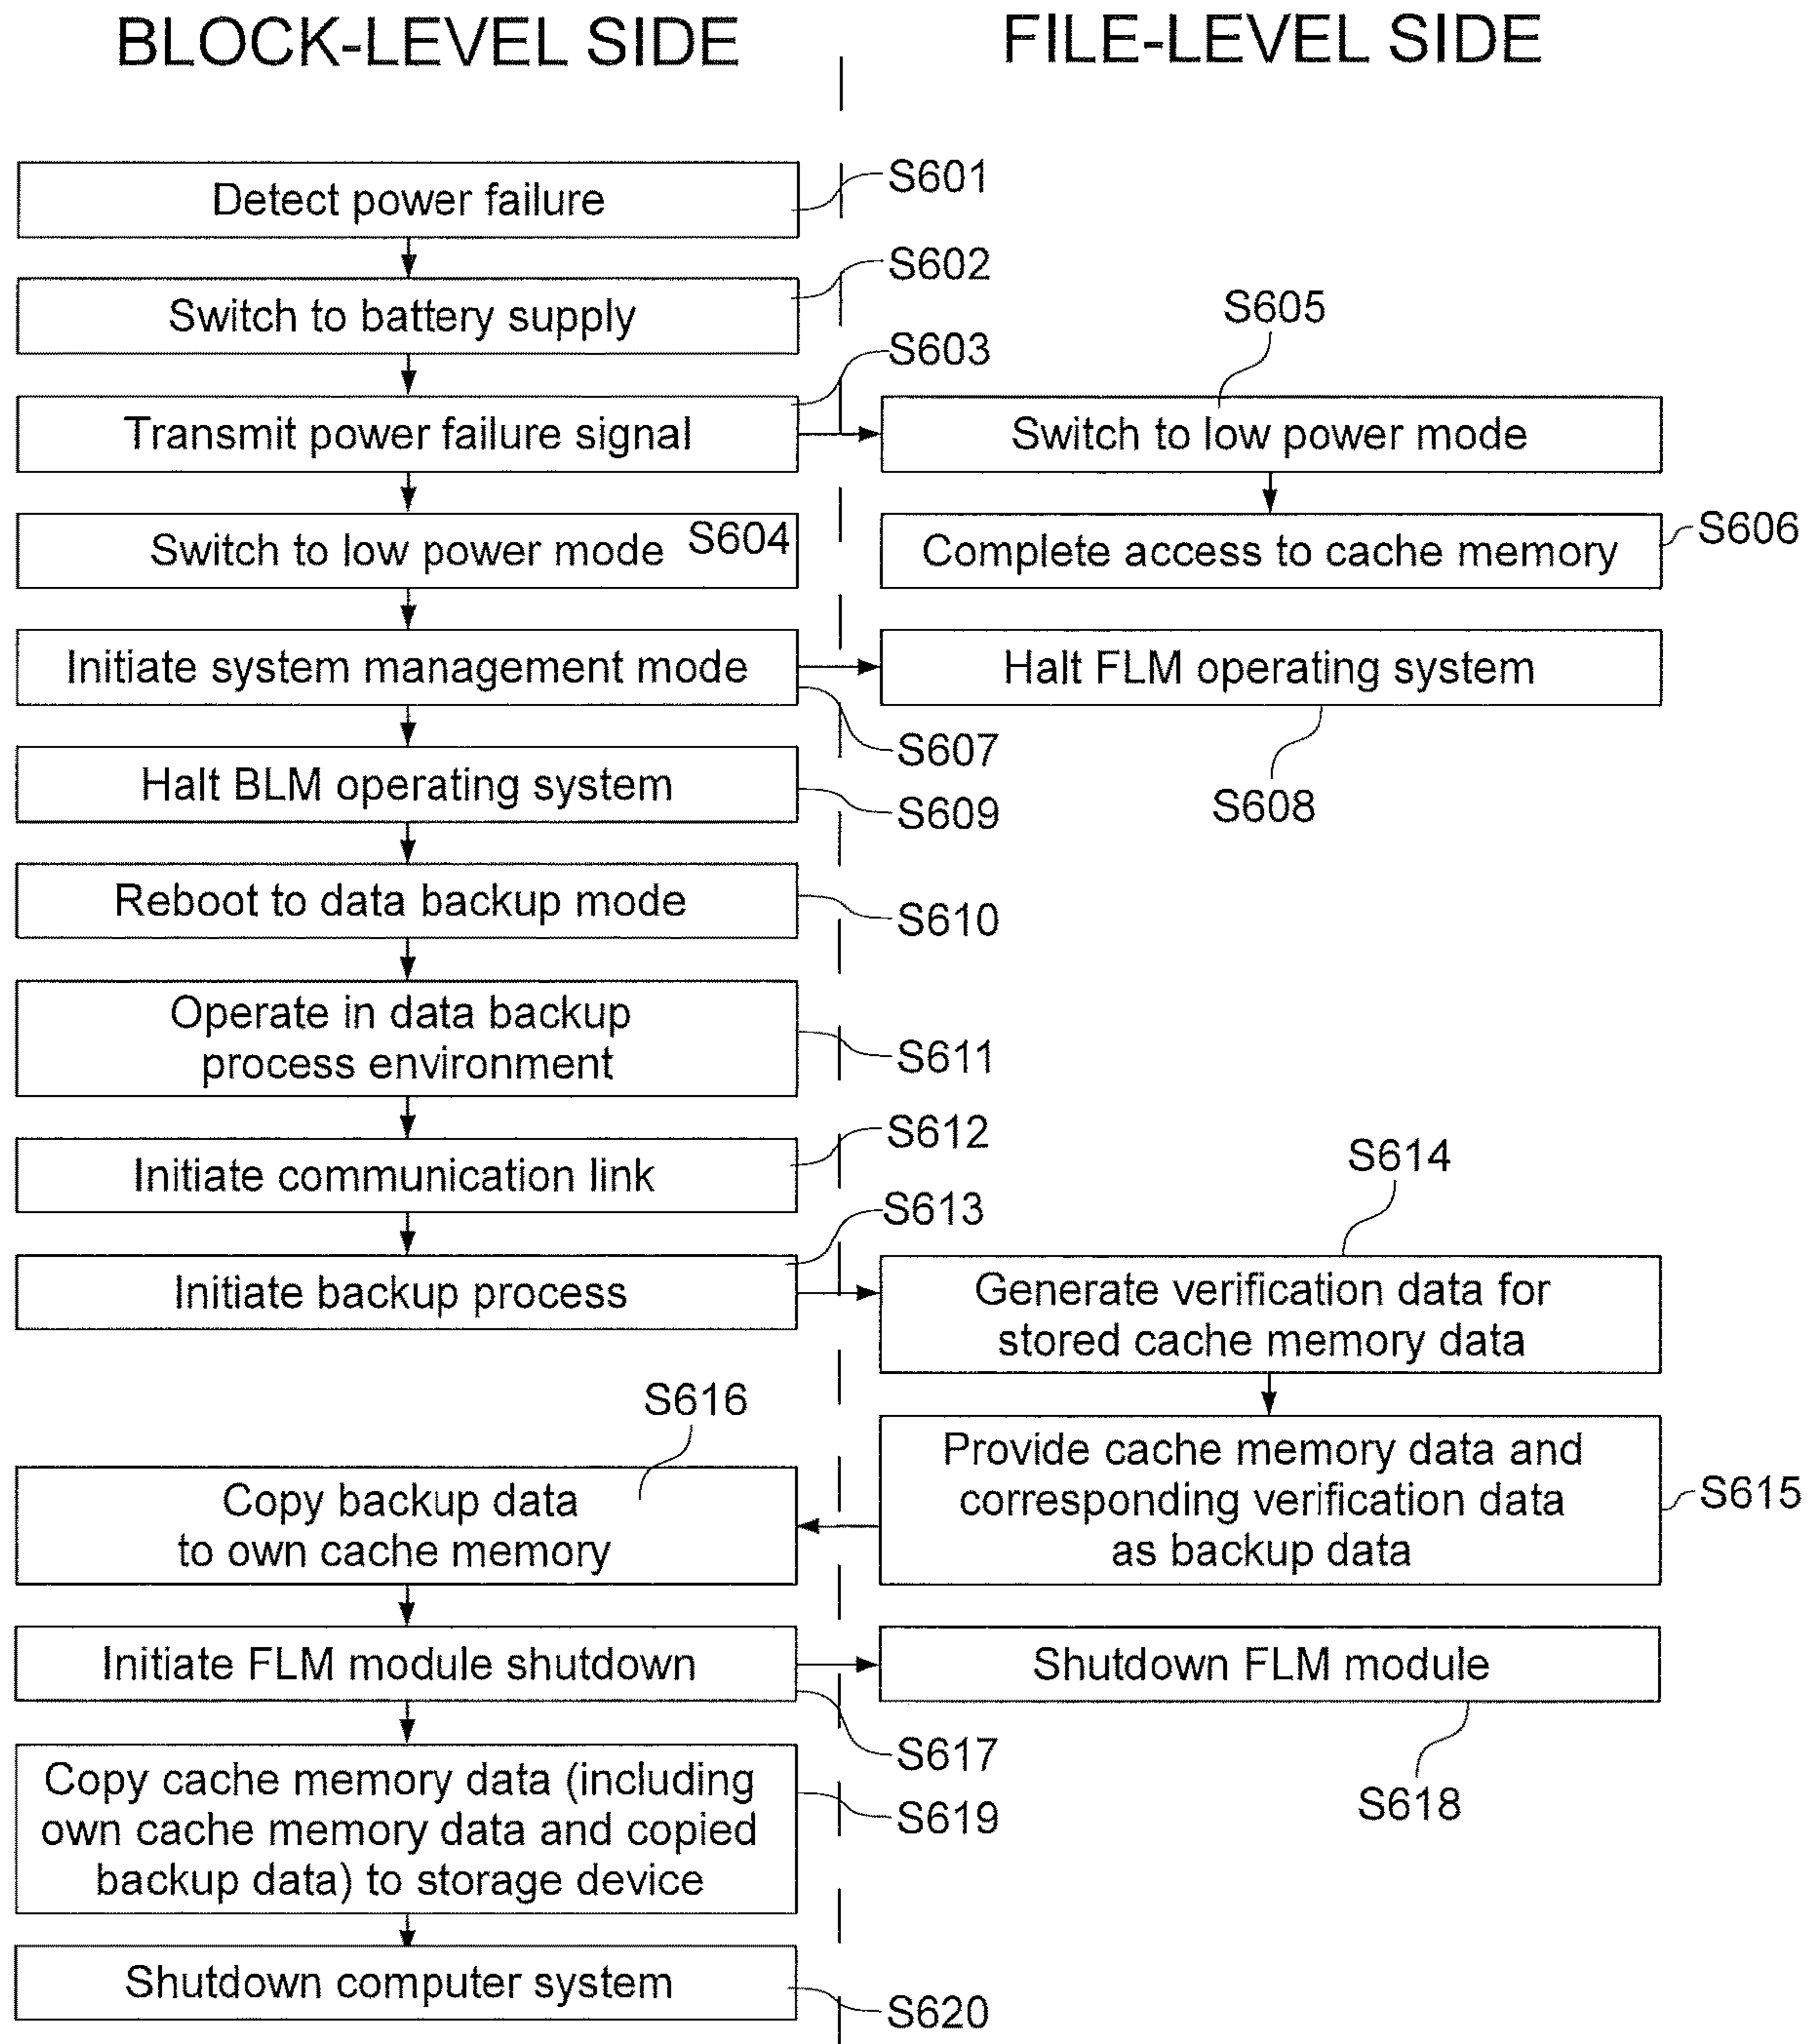 BLOCK-LEVEL SIDE
FILE-LEVEL SIDE
Detect power failure
S601
Switch to battery supply
S602
Transmit power failure signal
S603
Switch to low power mode
S605
Switch to low power mode S604
Complete access to cache memory
S606
Initiate system management mode
S607
Halt FLM operating system
S608
Halt BLM operating system
S609
Reboot to data backup mode
S610
Operate in data backup
process environment
S611
Initiate communication link
S612
Initiate backup process
S613
S614
Generate verification data for
stored cache memory data
Provide cache memory data and
corresponding verification data
as backup data
S615
S616
Copy backup data
to own cache memory
Initiate FLM module shutdown
S617
Shutdown FLM module
S618
Copy cache memory data (including
own cache memory data and copied
backup data) to storage device
S619
Shutdown computer system
S620